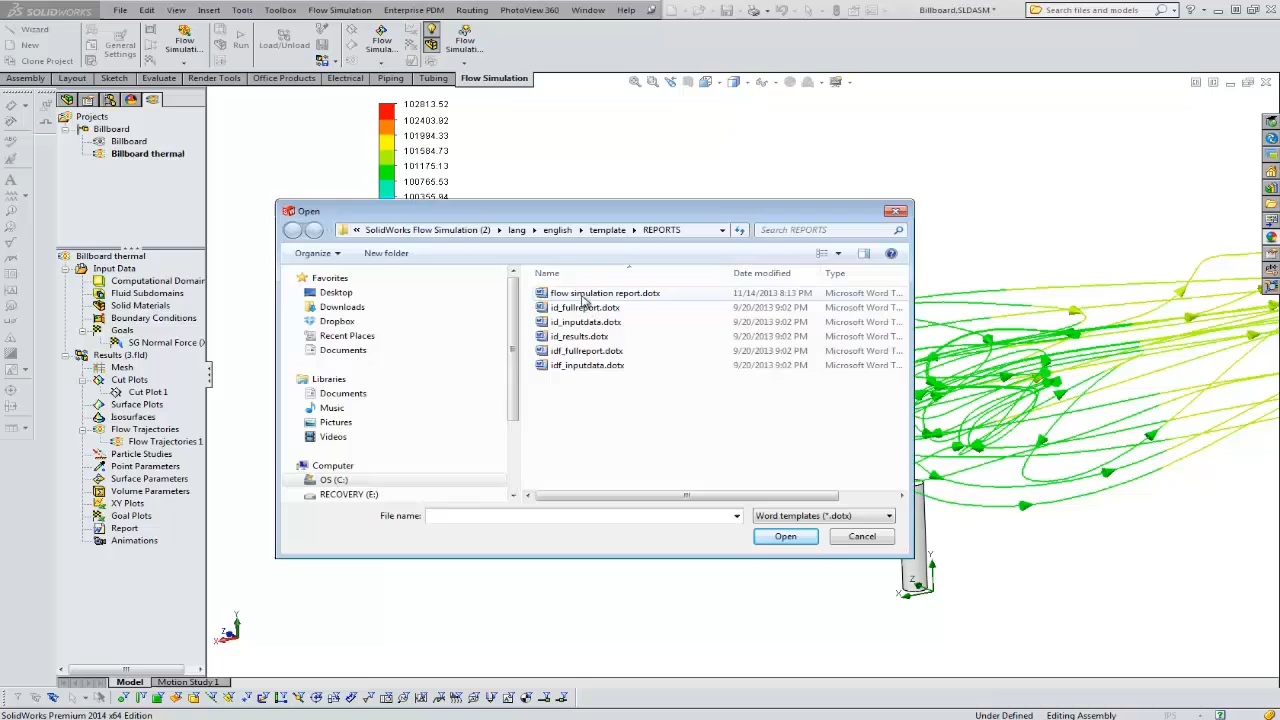 SOLIDWORKS File Edit View Insert Tools Toolbox Flow Simulation Enterprise PDM Routing PhotoView 360 Window Help Billboard.SLDASM * Search files and models
Wizard
New
Clone Project
General Settings
Flow Simulati...
Run
Load/Unload
Flow Simula...
Flow Simulati...
Assembly Layout Sketch Evaluate Render Tools Office Products Electrical Piping Tubing Flow Simulation
Projects
Billboard
Billboard
Billboard thermal
102813.52
102403.92
101994.33
101584.73
101175.13
100765.53
100355.94
Billboard thermal
Input Data
Computational Domain
Fluid Subdomains
Solid Materials
Boundary Conditions
Goals
SG Normal Force (
Results (3.fld)
Mesh
Cut Plots
Cut Plot 1
Surface Plots
Isosurfaces
Flow Trajectories
Flow Trajectories 1
Particle Studies
Point Parameters
Surface Parameters
Volume Parameters
XY Plots
Goal Plots
Report
Animations
Open
« SolidWorks Flow Simulation (2) lang english template REPORTS Search REPORTS
Organize New folder
Favorites
Desktop
Downloads
Dropbox
Recent Places
Documents
Libraries
Documents
Music
Pictures
Videos
Computer
OS (C:)
RECOVERY (E:)
Name Date modified Type
flow simulation report.dotx 11/14/2013 8:13 PM Microsoft Word T...
id_fullreport.dotx 9/20/2013 9:02 PM Microsoft Word T...
id_inputdata.dotx 9/20/2013 9:02 PM Microsoft Word T...
id_results.dotx 9/20/2013 9:02 PM Microsoft Word T...
idf_fullreport.dotx 9/20/2013 9:02 PM Microsoft Word T...
idf_inputdata.dotx 9/20/2013 9:02 PM Microsoft Word T...
File name: Word templates (*.dotx)
Open Cancel
Y
Z
X
Y
Z
X
Model Motion Study 1
SolidWorks Premium 2014 x64 Edition Under Defined Editing Assembly IPS